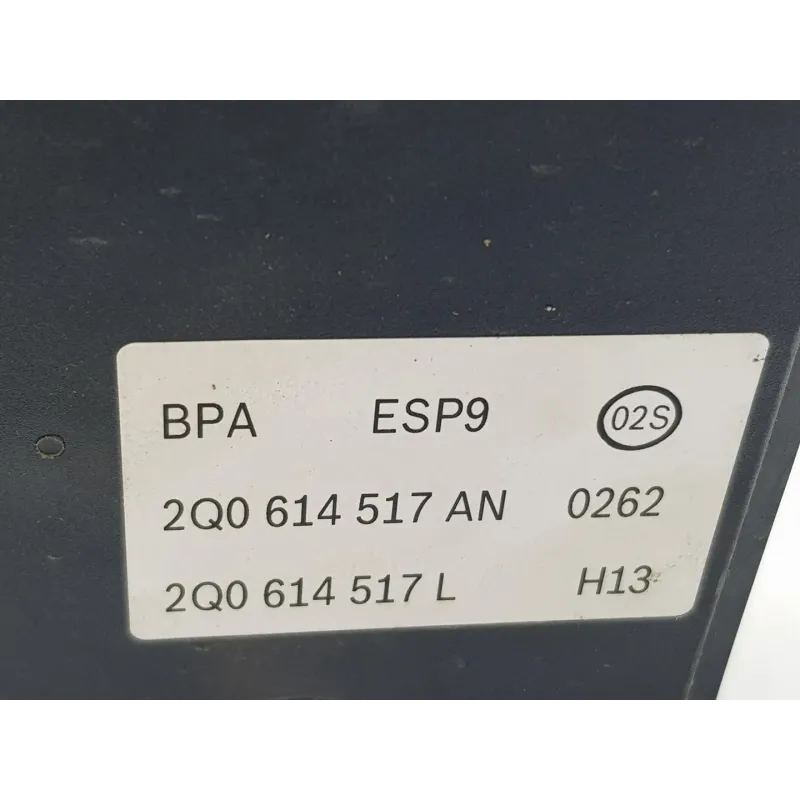 BPA ESP9 02S
2Q0 614 517 AN 0262
2Q0 614 517 L H13